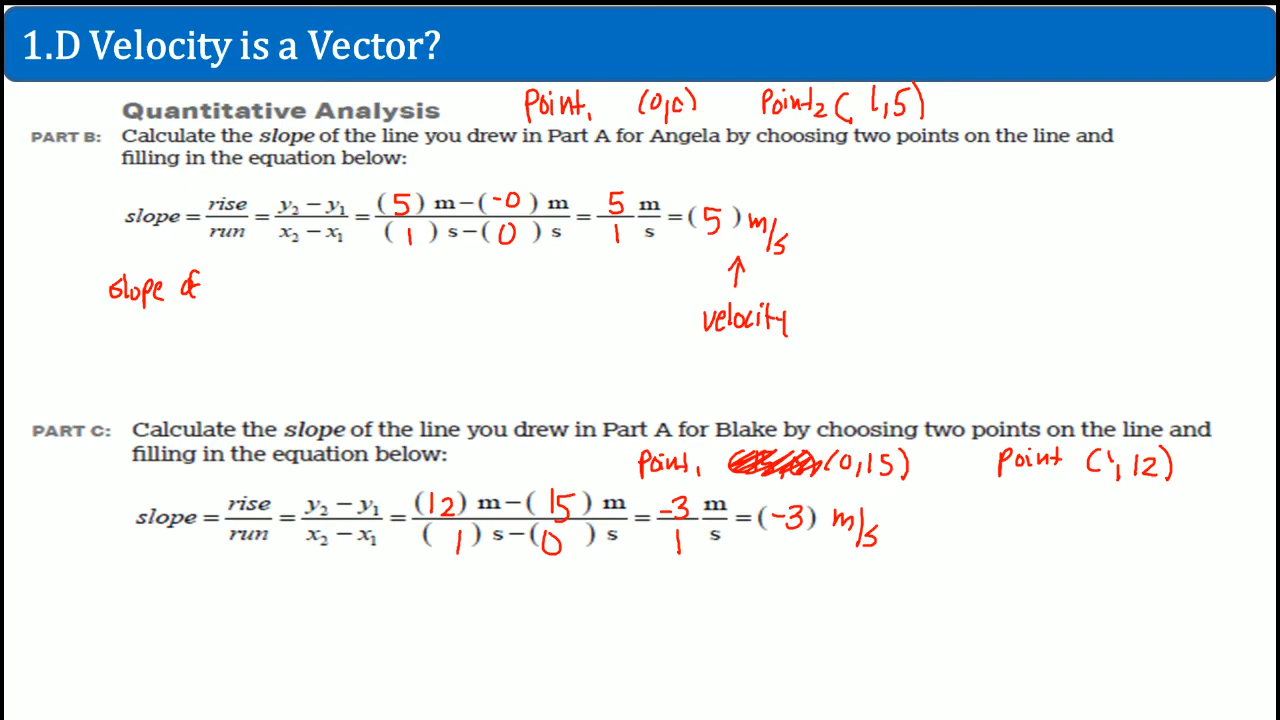 1.D Velocity is a Vector?
Quantitative Analysis Point₁ (0,0) Point₂ (1,5)
PART B: Calculate the slope of the line you drew in Part A for Angela by choosing two points on the line and
filling in the equation below:
slope = rise/run = (y₂ − y₁)/(x₂ − x₁) = ((5) m − (-0) m)/((1) s − (0) s) = 5/1 m/s = (5) m/s
slope of
velocity
PART C: Calculate the slope of the line you drew in Part A for Blake by choosing two points on the line and
filling in the equation below: Point₁ (0,15) Point (1,12)
slope = rise/run = (y₂ − y₁)/(x₂ − x₁) = ((12) m − (15) m)/((1) s − (0) s) = -3/1 m/s = (-3) m/s